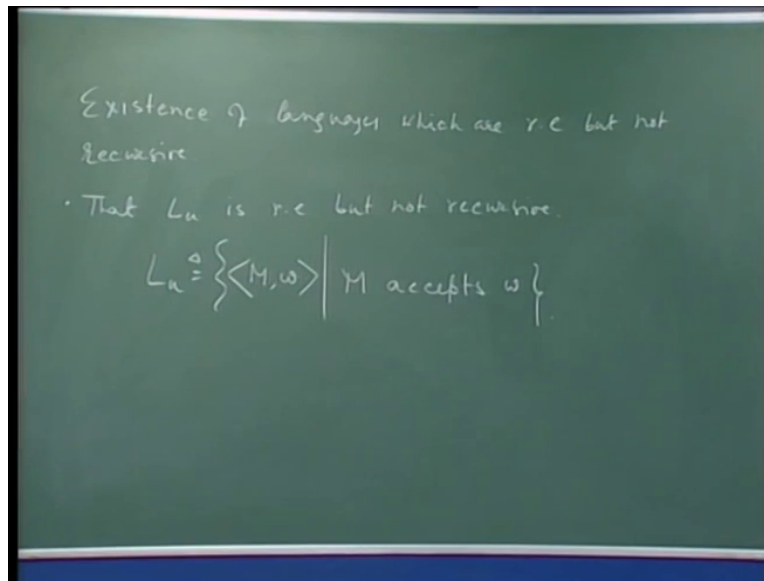 Existence of languages which are r.e but not
recursive
• That Lu is r.e but not recursive.
Lu ≜ {<M, w> | M accepts w}.